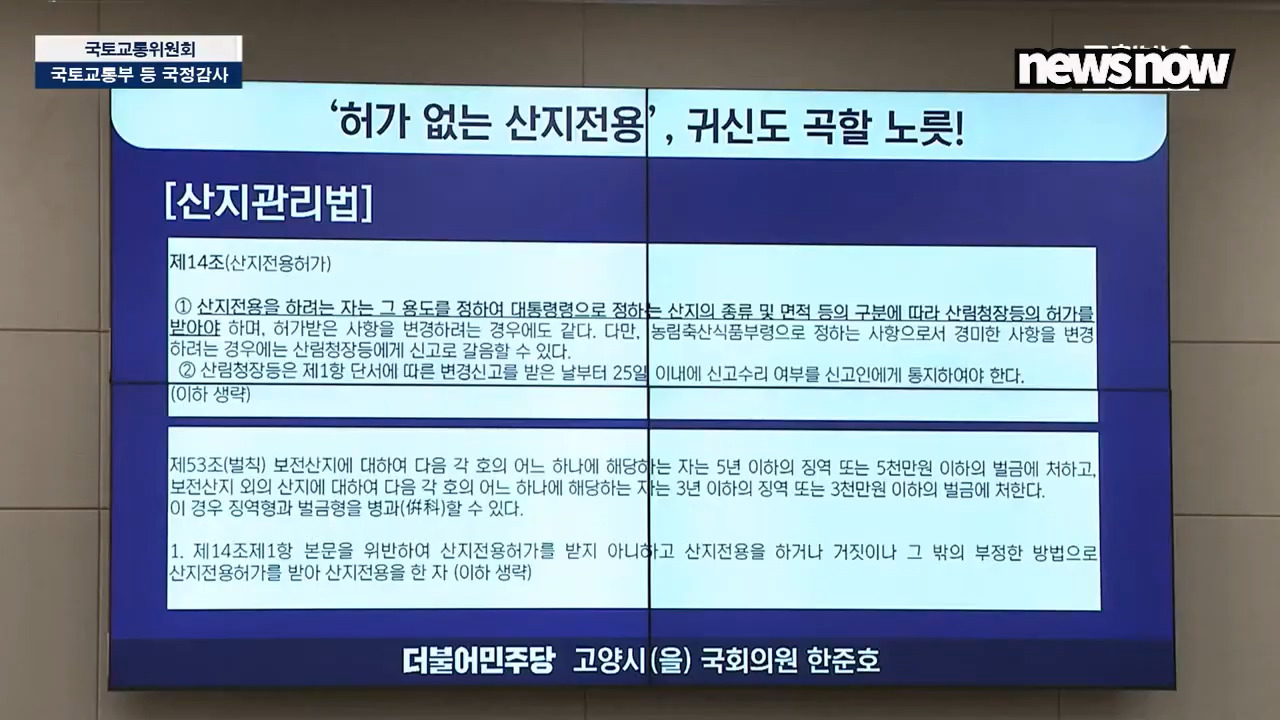 국토교통위원회
국토교통부 등 국정감사
newsnow
‘허가 없는 산지전용’, 귀신도 곡할 노릇!
[산지관리법]
제14조(산지전용허가)
① 산지전용을 하려는 자는 그 용도를 정하여 대통령령으로 정하는 산지의 종류 및 면적 등의 구분에 따라 산림청장등의 허가를
받아야 하며, 허가받은 사항을 변경하려는 경우에도 같다. 다만, 농림축산식품부령으로 정하는 사항으로서 경미한 사항을 변경
하려는 경우에는 산림청장등에게 신고로 갈음할 수 있다.
② 산림청장등은 제1항 단서에 따른 변경신고를 받은 날부터 25일 이내에 신고수리 여부를 신고인에게 통지하여야 한다.
(이하 생략)
제53조(벌칙) 보전산지에 대하여 다음 각 호의 어느 하나에 해당하는 자는 5년 이하의 징역 또는 5천만원 이하의 벌금에 처하고,
보전산지 외의 산지에 대하여 다음 각 호의 어느 하나에 해당하는 자는 3년 이하의 징역 또는 3천만원 이하의 벌금에 처한다.
이 경우 징역형과 벌금형을 병과(倂科)할 수 있다.
1. 제14조제1항 본문을 위반하여 산지전용허가를 받지 아니하고 산지전용을 하거나 거짓이나 그 밖의 부정한 방법으로
산지전용허가를 받아 산지전용을 한 자 (이하 생략)
더불어민주당 고양시(을) 국회의원 한준호